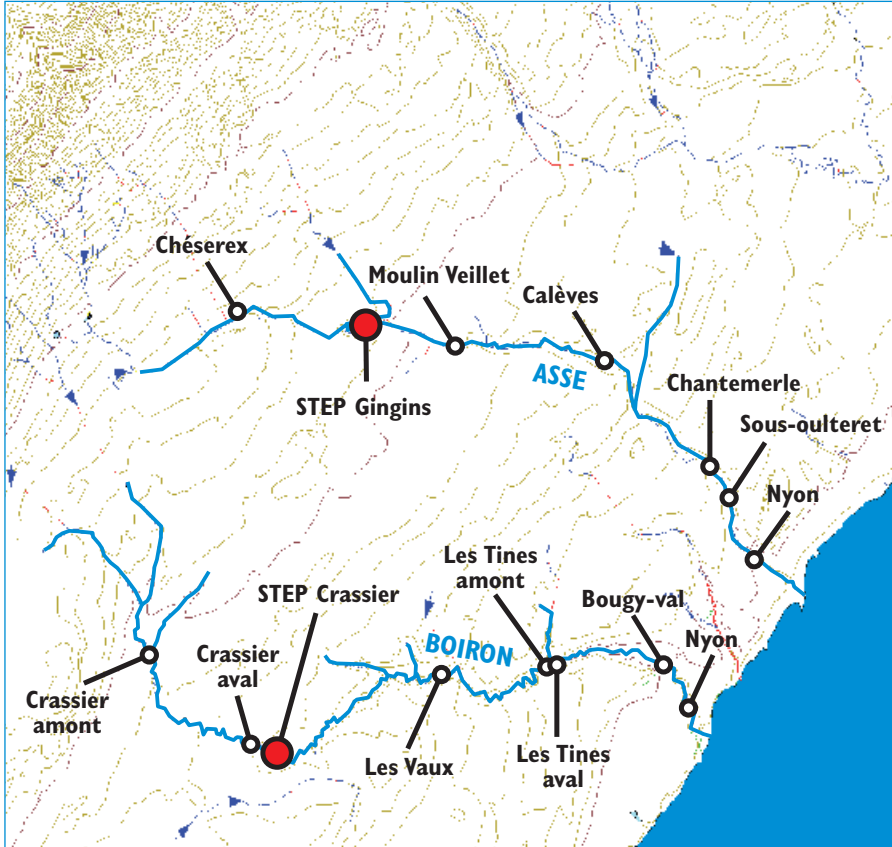 Chéserex
Moulin Veillet
Calèves
ASSE
STEP Gingins
Chantemerle
Sous-oulteret
Nyon
Les Tines
amont
STEP Crassier
Bougy-val
BOIRON
Nyon
Crassier
aval
Crassier
amont
Les Vaux
Les Tines
aval